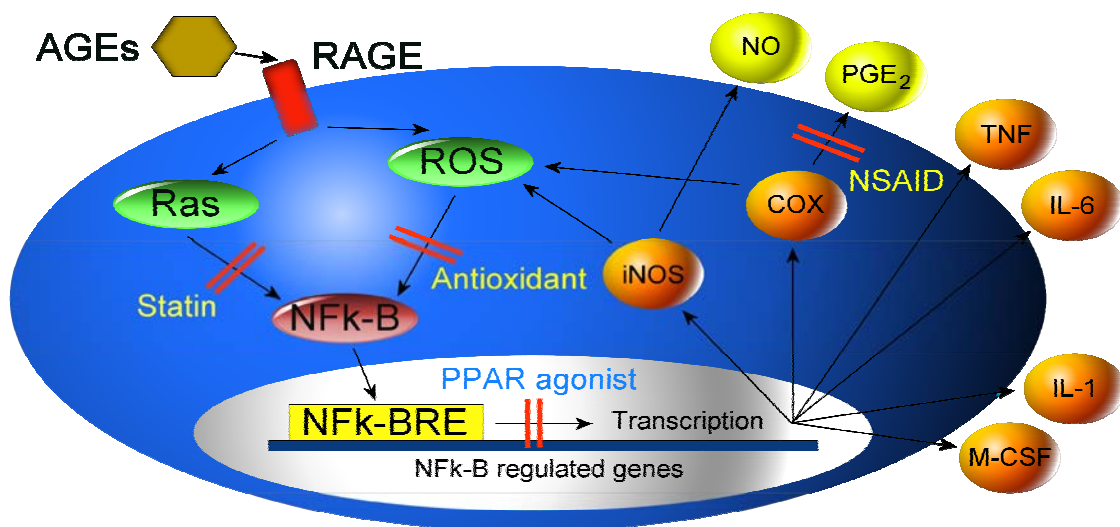 AGEs
RAGE
NO
PGE₂
TNF
IL-6
ROS
NSAID
Ras
COX
iNOS
Antioxidant
Statin
NFk-B
PPAR agonist
IL-1
NFk-BRE
Transcription
M-CSF
NFk-B regulated genes